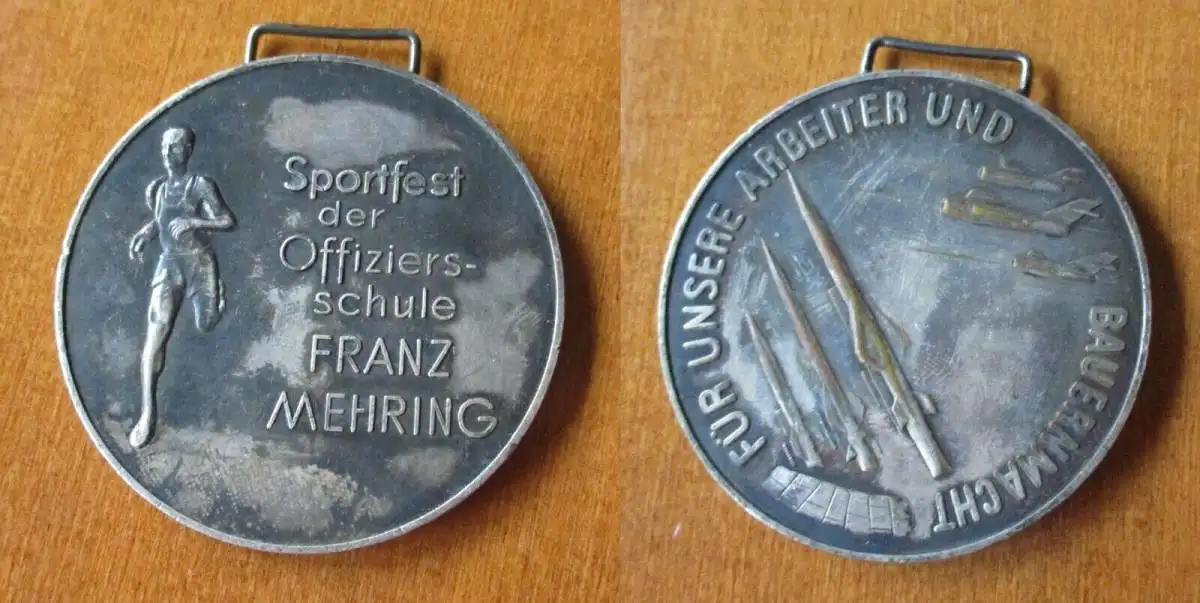 Sportfest
der
Offiziers-
schule
FRANZ
MEHRING
FÜR UNSERE ARBEITER UND BAUERNMACHT